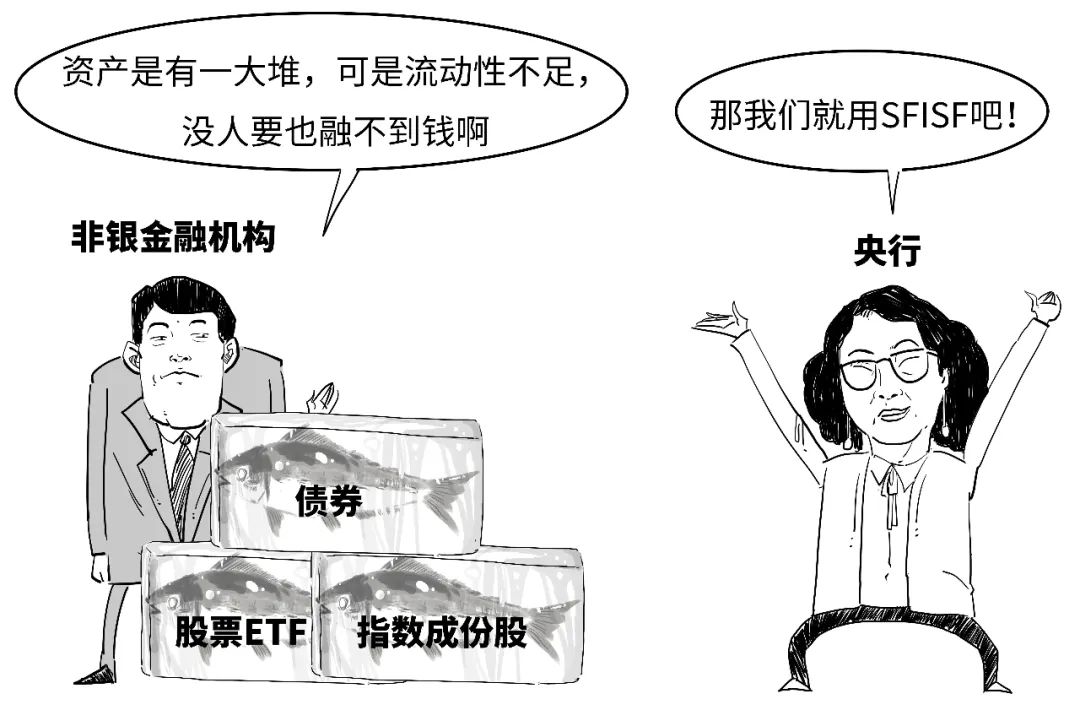 资产是有一大堆，可是流动性不足，
没人要也融不到钱啊
那我们就用SFISF吧！
非银金融机构
央行
债券
股票ETF
指数成份股